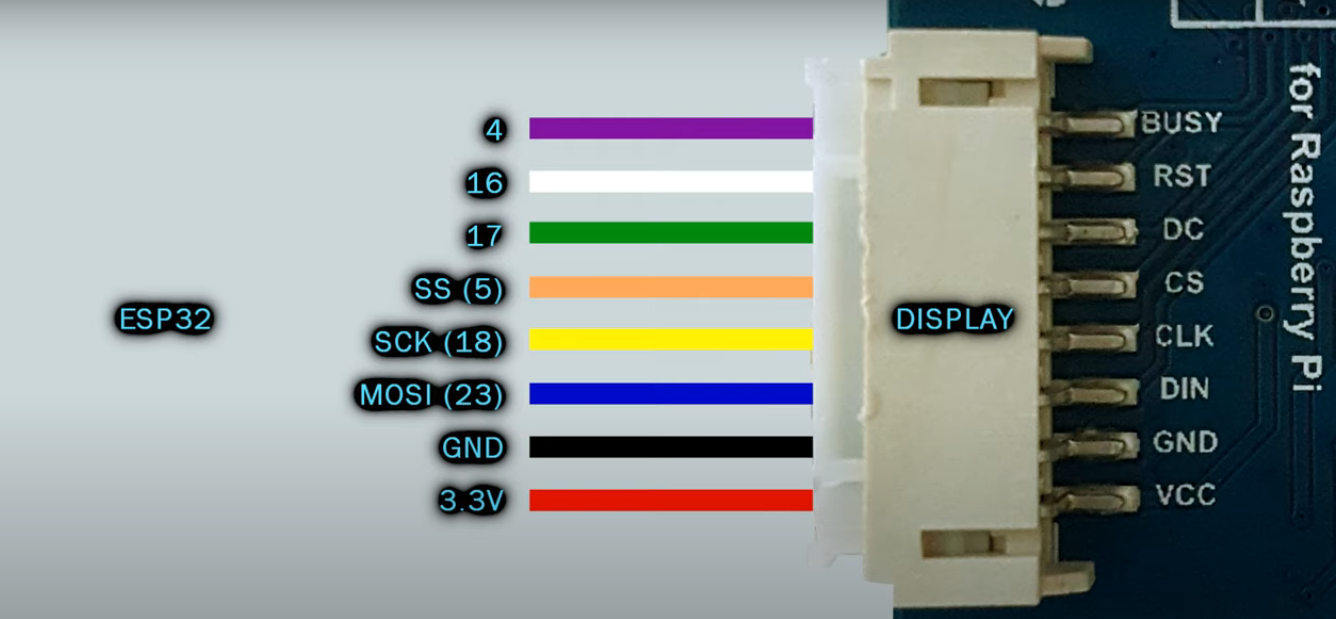 4
BUSY
16
RST
17
DC
SS (5)
CS
ESP32
DISPLAY
SCK (18)
CLK
MOSI (23)
DIN
GND
GND
3.3V
VCC
for Raspberry Pi